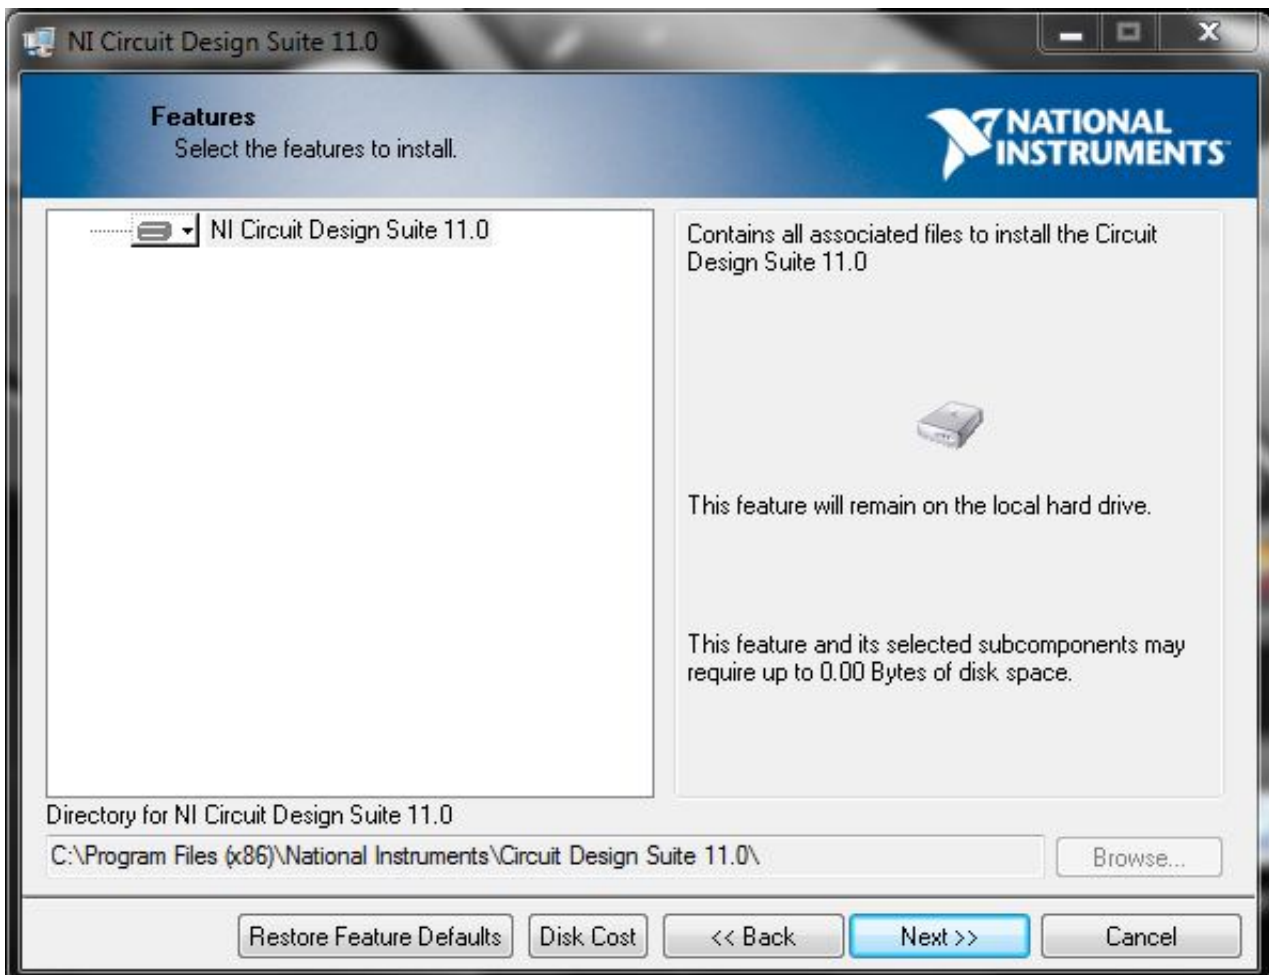 NI Circuit Design Suite 11.0
X
Features
Select the features to install.
NATIONAL
INSTRUMENTS
NI Circuit Design Suite 11.0
Contains all associated files to install the Circuit
Design Suite 11.0
This feature will remain on the local hard drive.
This feature and its selected subcomponents may
require up to 0.00 Bytes of disk space.
Directory for NI Circuit Design Suite 11.0
C:\Program Files (x86)\National Instruments\Circuit Design Suite 11.0\
Browse...
Restore Feature Defaults
Disk Cost
<< Back
Next >>
Cancel